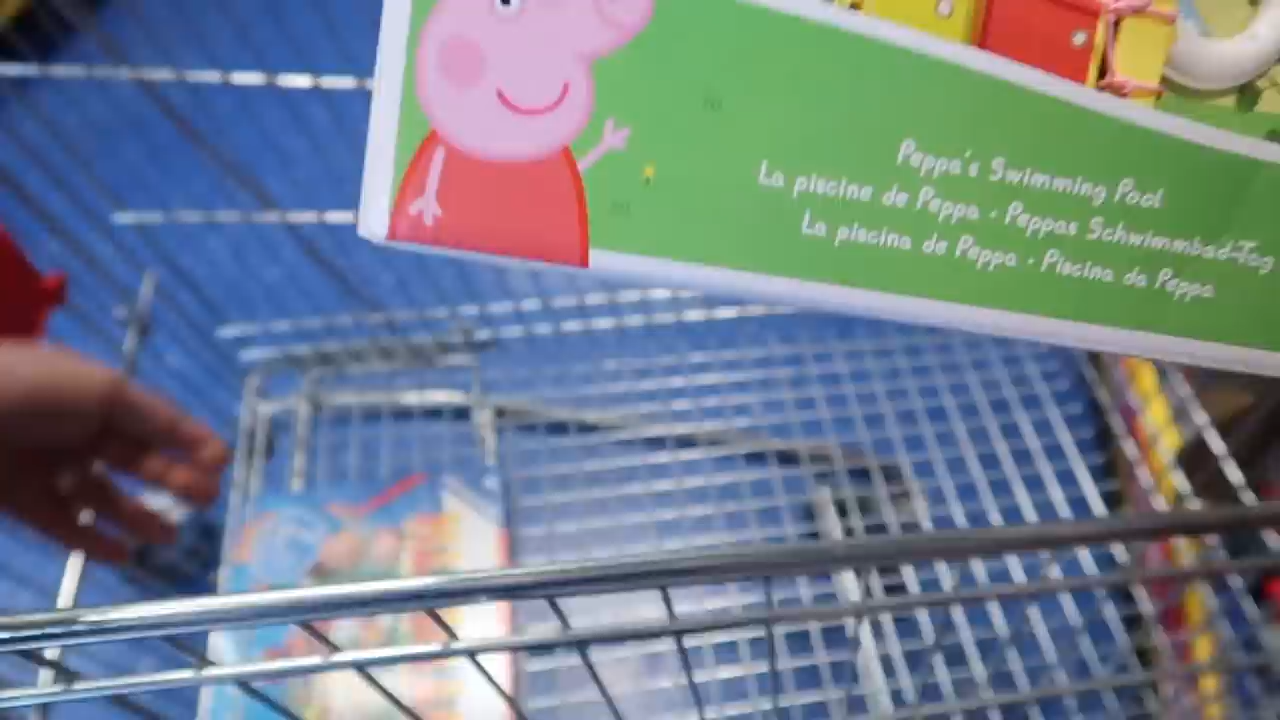 Peppa's Swimming Pool
La piscine de Peppa · Peppas Schwimmbad-Tag
La piscina de Peppa · Piscina da Peppa